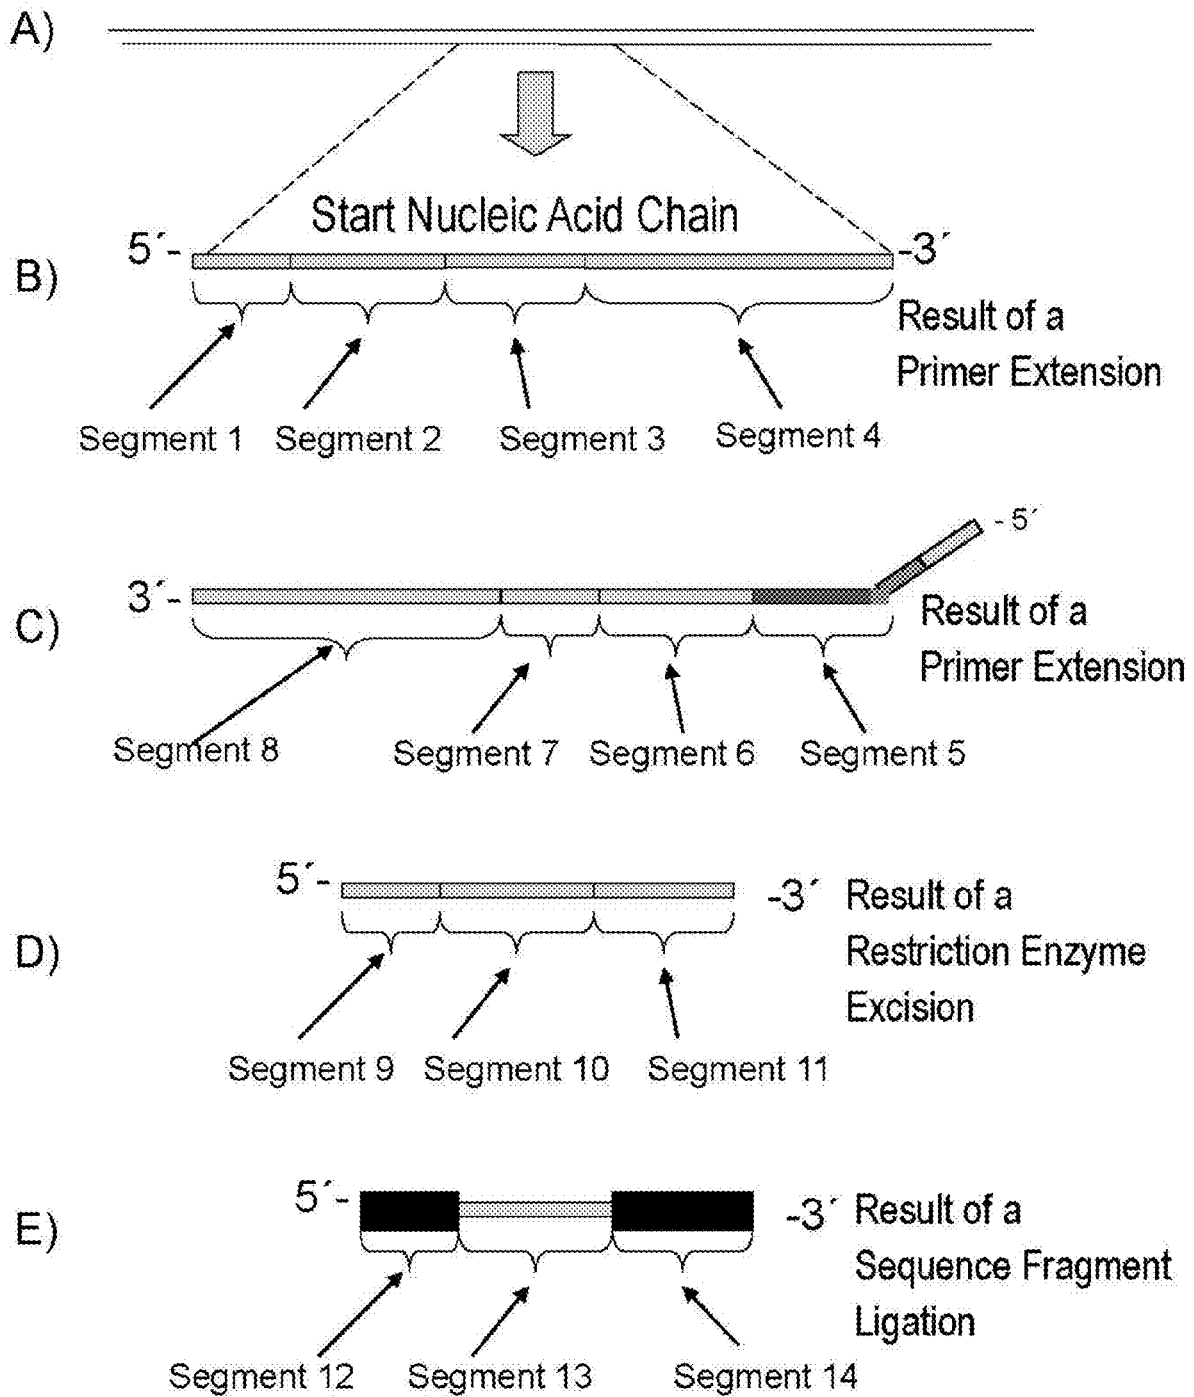 A)
Start Nucleic Acid Chain
5´-
-3´
B)
Result of a
Primer Extension
Segment 1
Segment 2
Segment 3
Segment 4
- 5´
3´-
C)
Result of a
Primer Extension
Segment 8
Segment 7
Segment 6
Segment 5
5´-
-3´
D)
Result of a
Restriction Enzyme
Excision
Segment 9
Segment 10
Segment 11
5´-
-3´
E)
Result of a
Sequence Fragment
Ligation
Segment 12
Segment 13
Segment 14